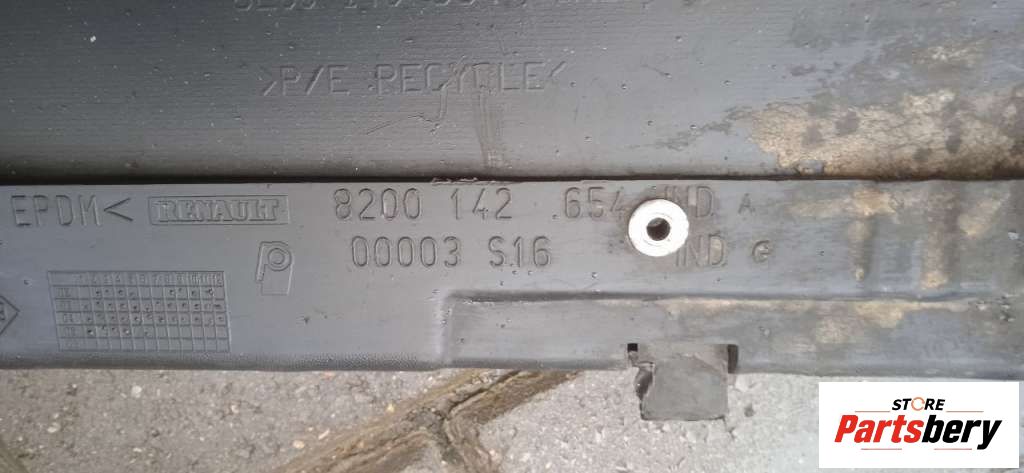 >P/E RECYCLE<
EPDM< RENAULT 8200 142 654 IND. A
00003 S16 IND. G
STORE
Partsbery